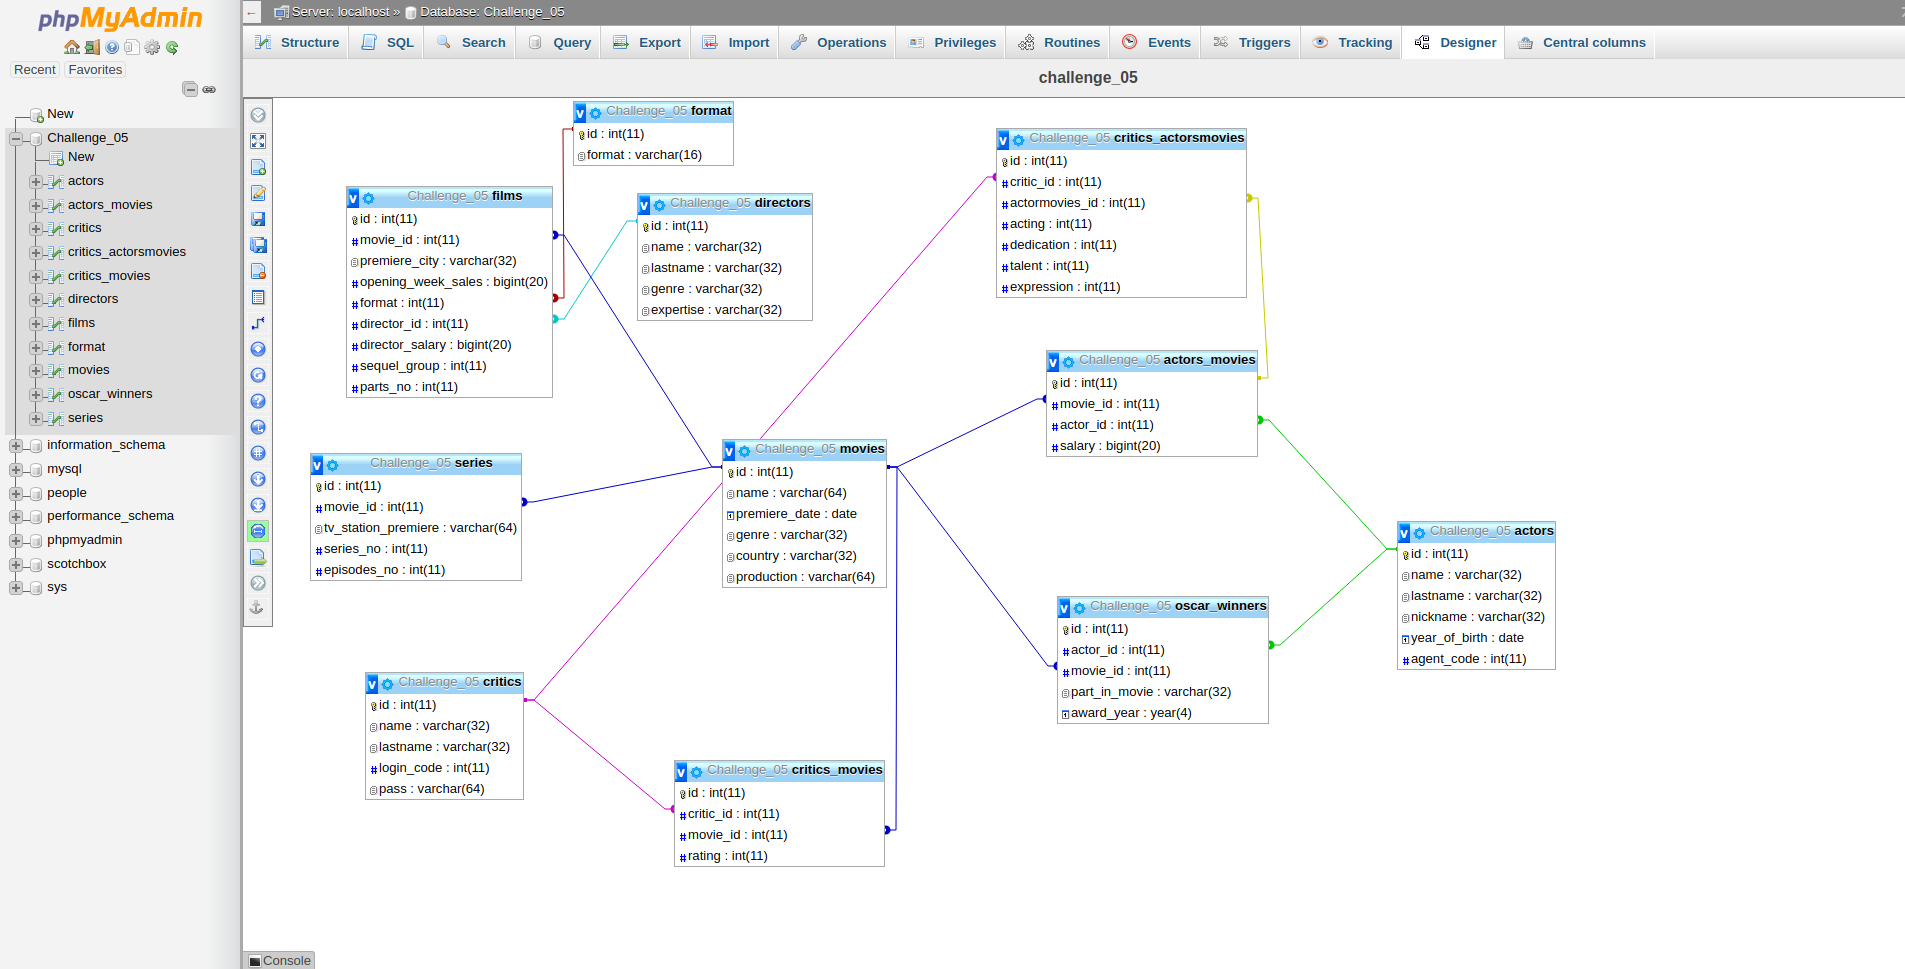 phpMyAdmin
Recent Favorites
New
Challenge_05
New
actors
actors_movies
critics
critics_actorsmovies
critics_movies
directors
films
format
movies
oscar_winners
series
information_schema
mysql
people
performance_schema
phpmyadmin
scotchbox
sys
Server: localhost » Database: Challenge_05
Structure SQL Search Query Export Import Operations Privileges Routines Events Triggers Tracking Designer Central columns
challenge_05
Challenge_05 format
id : int(11)
format : varchar(16)
Challenge_05 films
id : int(11)
movie_id : int(11)
premiere_city : varchar(32)
opening_week_sales : bigint(20)
format : int(11)
director_id : int(11)
director_salary : bigint(20)
sequel_group : int(11)
parts_no : int(11)
Challenge_05 directors
id : int(11)
name : varchar(32)
lastname : varchar(32)
genre : varchar(32)
expertise : varchar(32)
Challenge_05 critics_actorsmovies
id : int(11)
critic_id : int(11)
actormovies_id : int(11)
acting : int(11)
dedication : int(11)
talent : int(11)
expression : int(11)
Challenge_05 actors_movies
id : int(11)
movie_id : int(11)
actor_id : int(11)
salary : bigint(20)
Challenge_05 series
id : int(11)
movie_id : int(11)
tv_station_premiere : varchar(64)
series_no : int(11)
episodes_no : int(11)
Challenge_05 movies
id : int(11)
name : varchar(64)
premiere_date : date
genre : varchar(32)
country : varchar(32)
production : varchar(64)
Challenge_05 actors
id : int(11)
name : varchar(32)
lastname : varchar(32)
nickname : varchar(32)
year_of_birth : date
agent_code : int(11)
Challenge_05 oscar_winners
id : int(11)
actor_id : int(11)
movie_id : int(11)
part_in_movie : varchar(32)
award_year : year(4)
Challenge_05 critics
id : int(11)
name : varchar(32)
lastname : varchar(32)
login_code : int(11)
pass : varchar(64)
Challenge_05 critics_movies
id : int(11)
critic_id : int(11)
movie_id : int(11)
rating : int(11)
Console